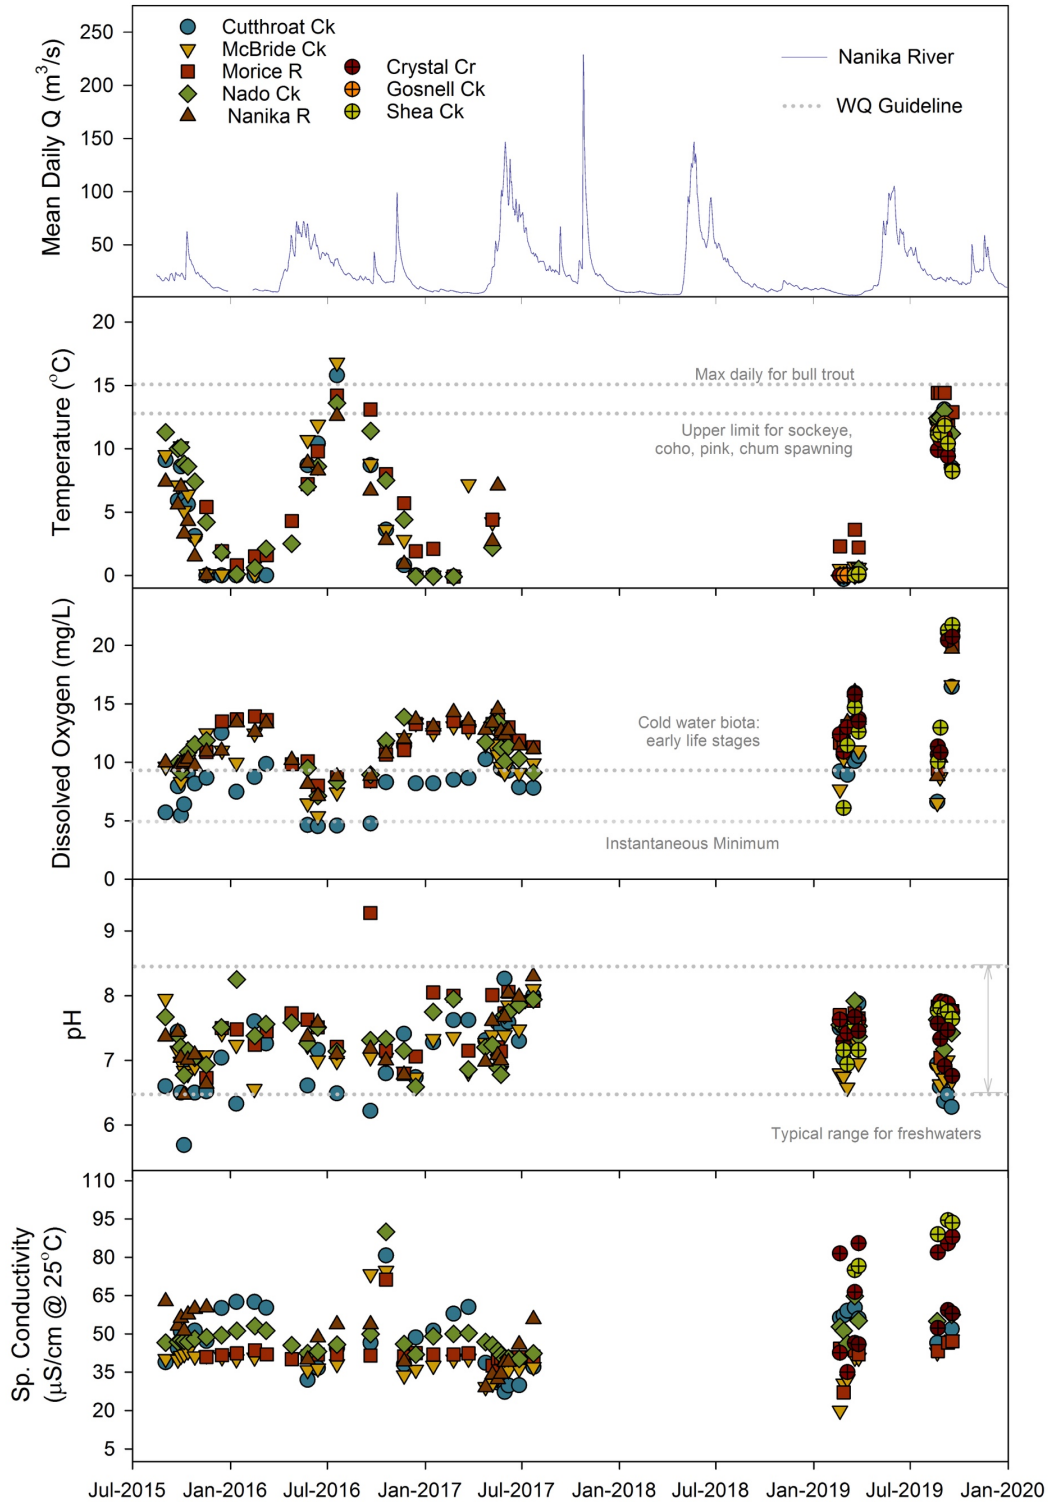 Mean Daily Q (m³/s)
250
200
150
100
50
Cutthroat Ck
McBride Ck
Morice R
Nado Ck
Nanika R
Crystal Cr
Gosnell Ck
Shea Ck
Nanika River
WQ Guideline
Temperature (°C)
20
15
10
5
0
Max daily for bull trout
Upper limit for sockeye,
coho, pink, chum spawning
Dissolved Oxygen (mg/L)
20
15
10
5
0
Cold water biota:
early life stages
Instantaneous Minimum
pH
9
8
7
6
Typical range for freshwaters
Sp. Conductivity
(μS/cm @ 25°C)
110
95
80
65
50
35
20
5
Jul-2015
Jan-2016
Jul-2016
Jan-2017
Jul-2017
Jan-2018
Jul-2018
Jan-2019
Jul-2019
Jan-2020